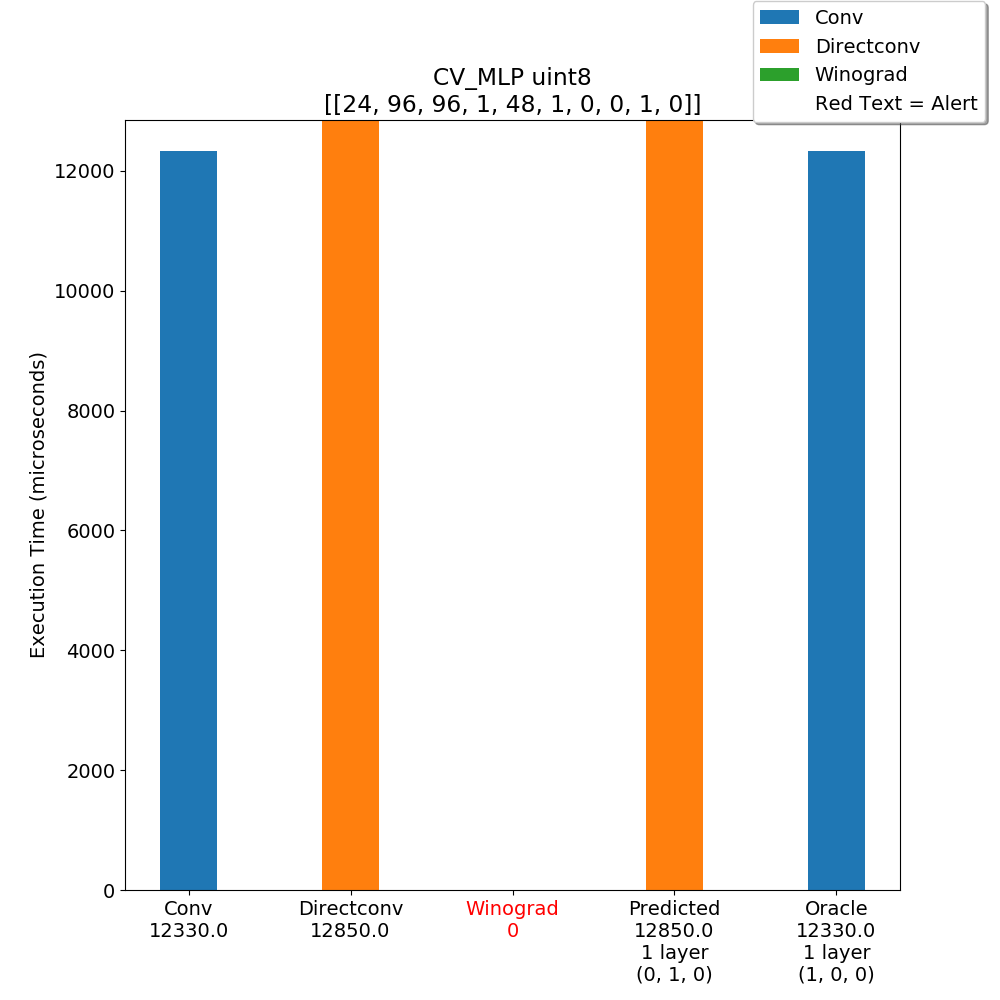 Conv
Directconv
Winograd
Red Text = Alert
CV_MLP uint8
[[24, 96, 96, 1, 48, 1, 0, 0, 1, 0]]
Execution Time (microseconds)
12000
10000
8000
6000
4000
2000
0
Conv
12330.0
Directconv
12850.0
Winograd
0
Predicted
12850.0
1 layer
(0, 1, 0)
Oracle
12330.0
1 layer
(1, 0, 0)